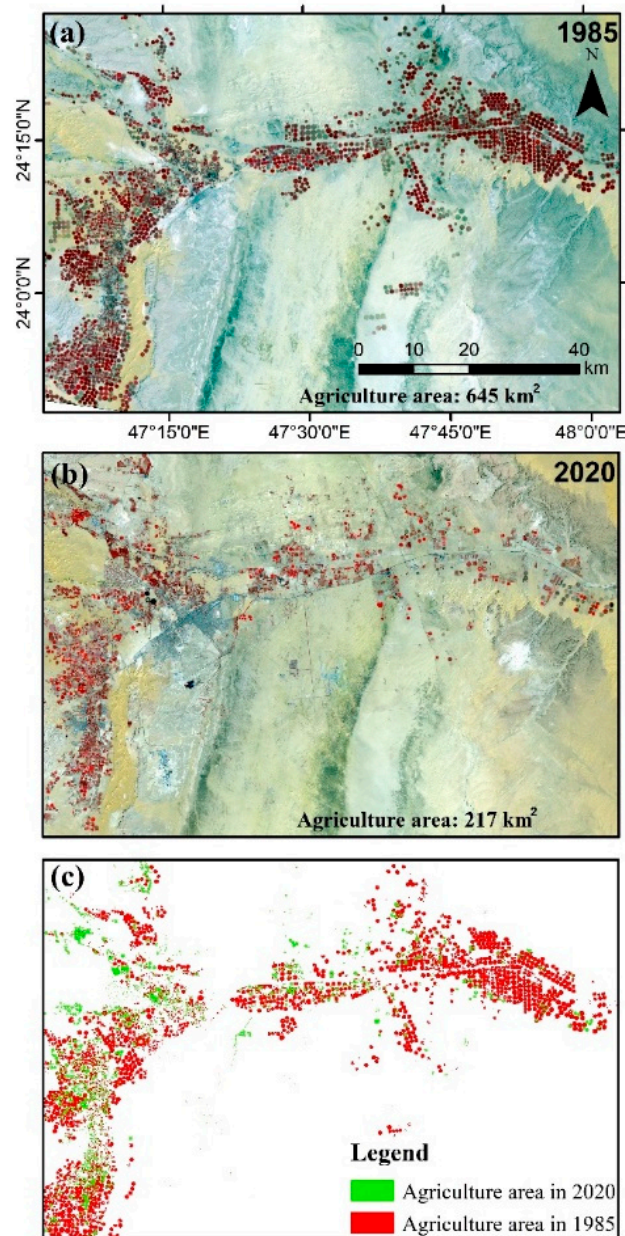 (a)
1985
N
24°15'0"N
24°0'0"N
0 10 20 40
km
Agriculture area: 645 km²
47°15'0"E 47°30'0"E 47°45'0"E 48°0'0"E
(b)
2020
Agriculture area: 217 km²
(c)
Legend
Agriculture area in 2020
Agriculture area in 1985